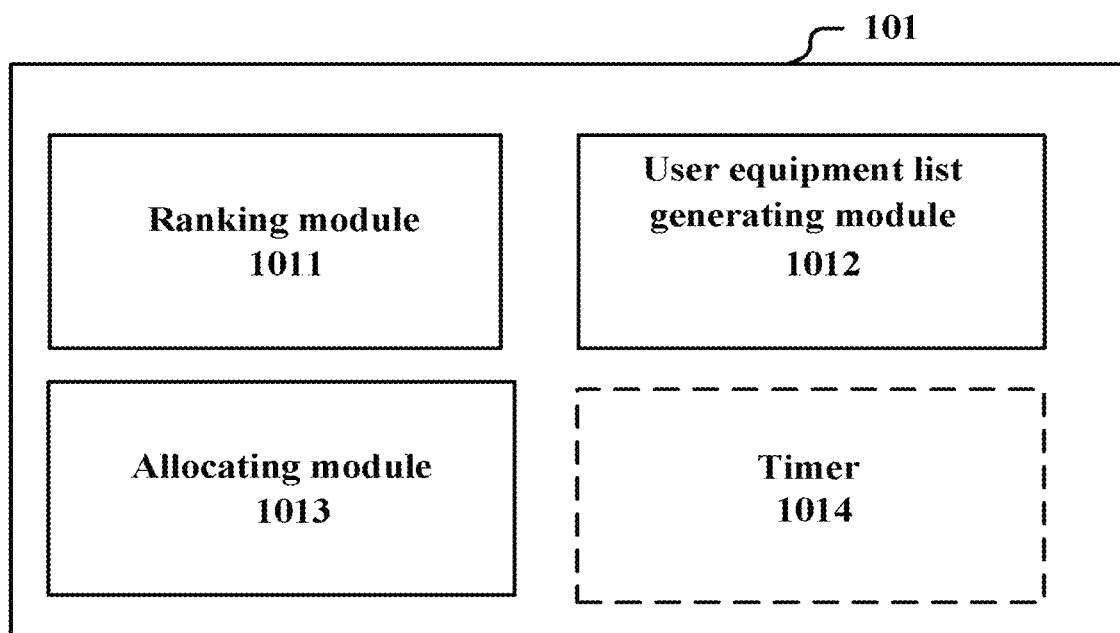 101
Ranking module
1011
User equipment list
generating module
1012
Allocating module
1013
Timer
1014